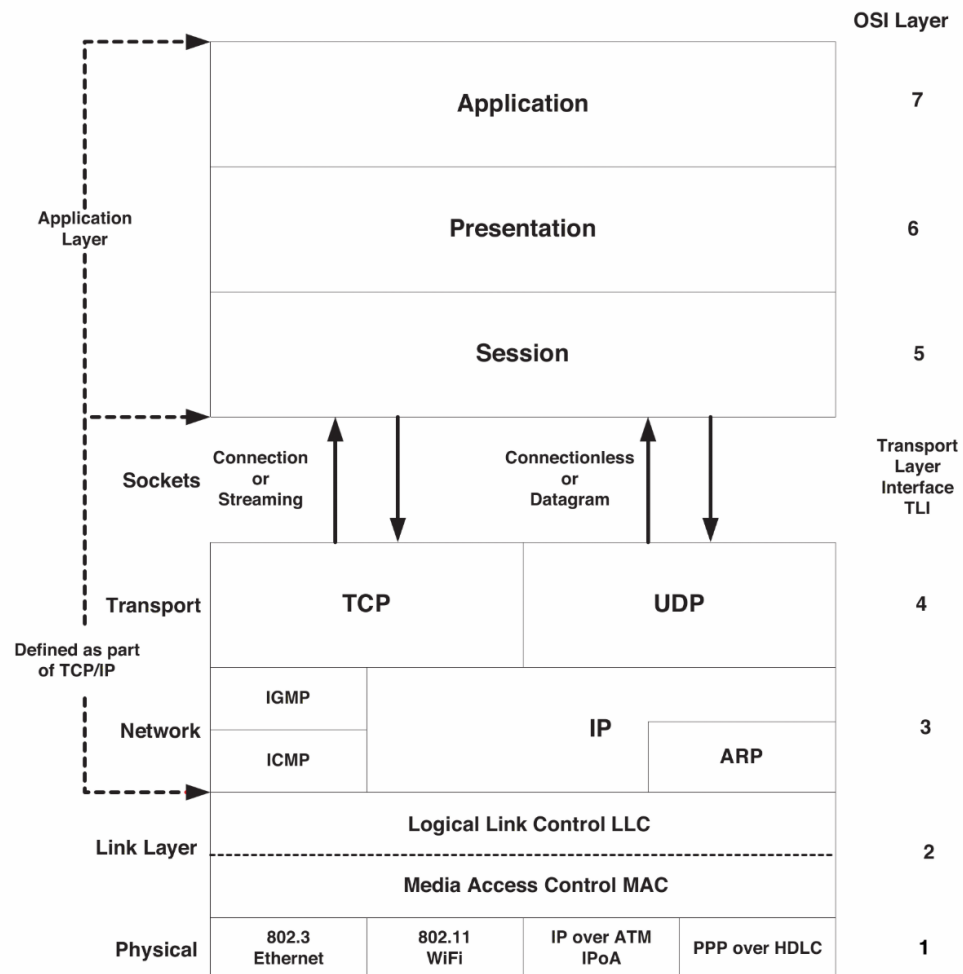 OSI Layer
Application
7
Application
Layer
Presentation
6
Session
5
Sockets
Connection
or
Streaming
Connectionless
or
Datagram
Transport
Layer
Interface
TLI
Transport
TCP
UDP
4
Defined as part
of TCP/IP
Network
IGMP
ICMP
IP
ARP
3
Link Layer
Logical Link Control LLC
Media Access Control MAC
2
Physical
802.3
Ethernet
802.11
WiFi
IP over ATM
IPoA
PPP over HDLC
1